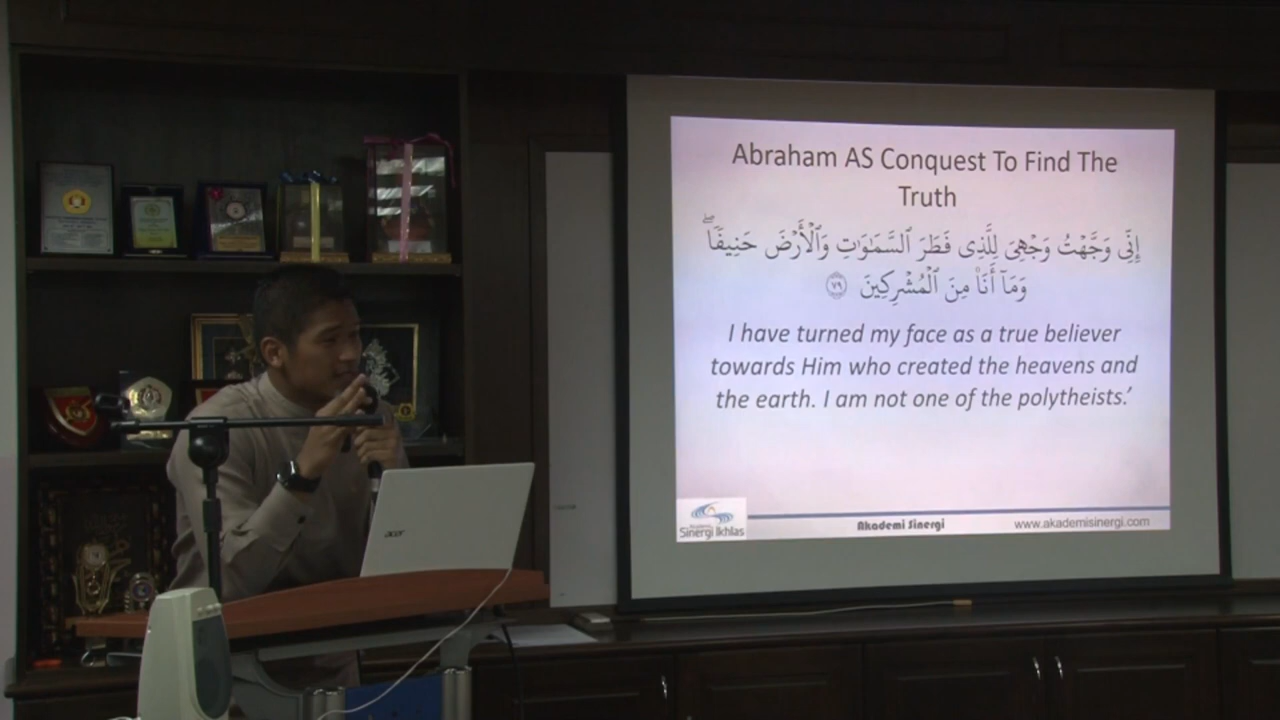 Abraham AS Conquest To Find The
Truth
إِنِّى وَجَّهْتُ وَجْهِىَ لِلَّذِى فَطَرَ ٱلسَّمَـٰوَٰتِ وَٱلْأَرْضَ حَنِيفًا ۖ
وَمَآ أَنَا۠ مِنَ ٱلْمُشْرِكِينَ ﴿٧٩﴾
I have turned my face as a true believer
towards Him who created the heavens and
the earth. I am not one of the polytheists.’
Sinergi Ikhlas
Akademi Sinergi
www.akademisinergi.com
acer